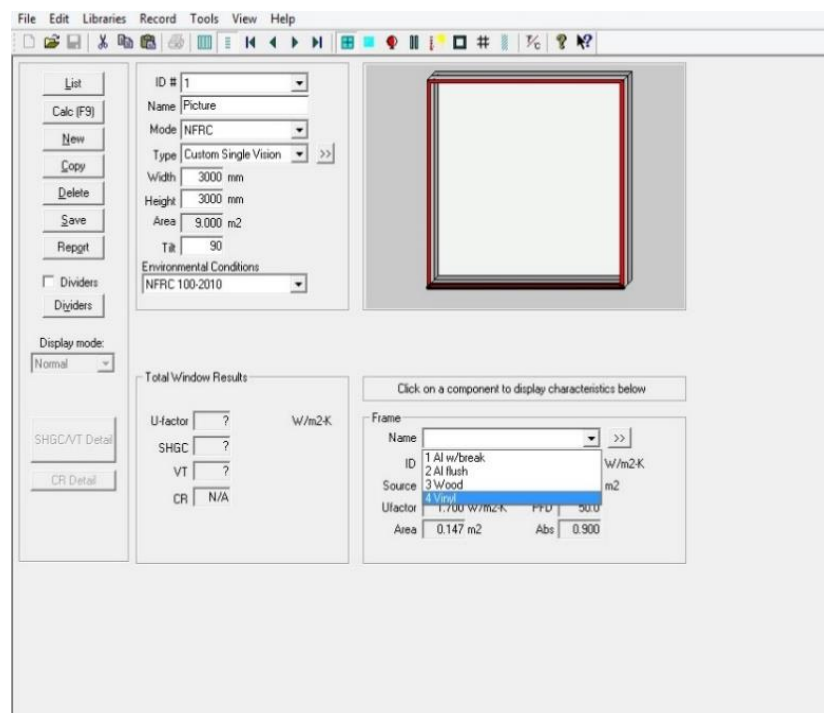 File Edit Libraries Record Tools View Help
List
Calc (F9)
New
Copy
Delete
Save
Report
Dividers
Dividers
Display mode:
Normal
SHGC/VT Detail
CR Detail
ID # 1
Name Picture
Mode NFRC
Type Custom Single Vision >>
Width 3000 mm
Height 3000 mm
Area 9.000 m2
Tilt 90
Environmental Conditions
NFRC 100-2010
Total Window Results
U-factor ? W/m2-K
SHGC ?
VT ?
CR N/A
Click on a component to display characteristics below
Frame
Name >>
1 Al w/break
ID W/m2-K
2 Al flush
Source 3 Wood m2
4 Vinyl
Ufactor 1.700 W/m2-K PFD 50.0
Area 0.147 m2 Abs 0.900